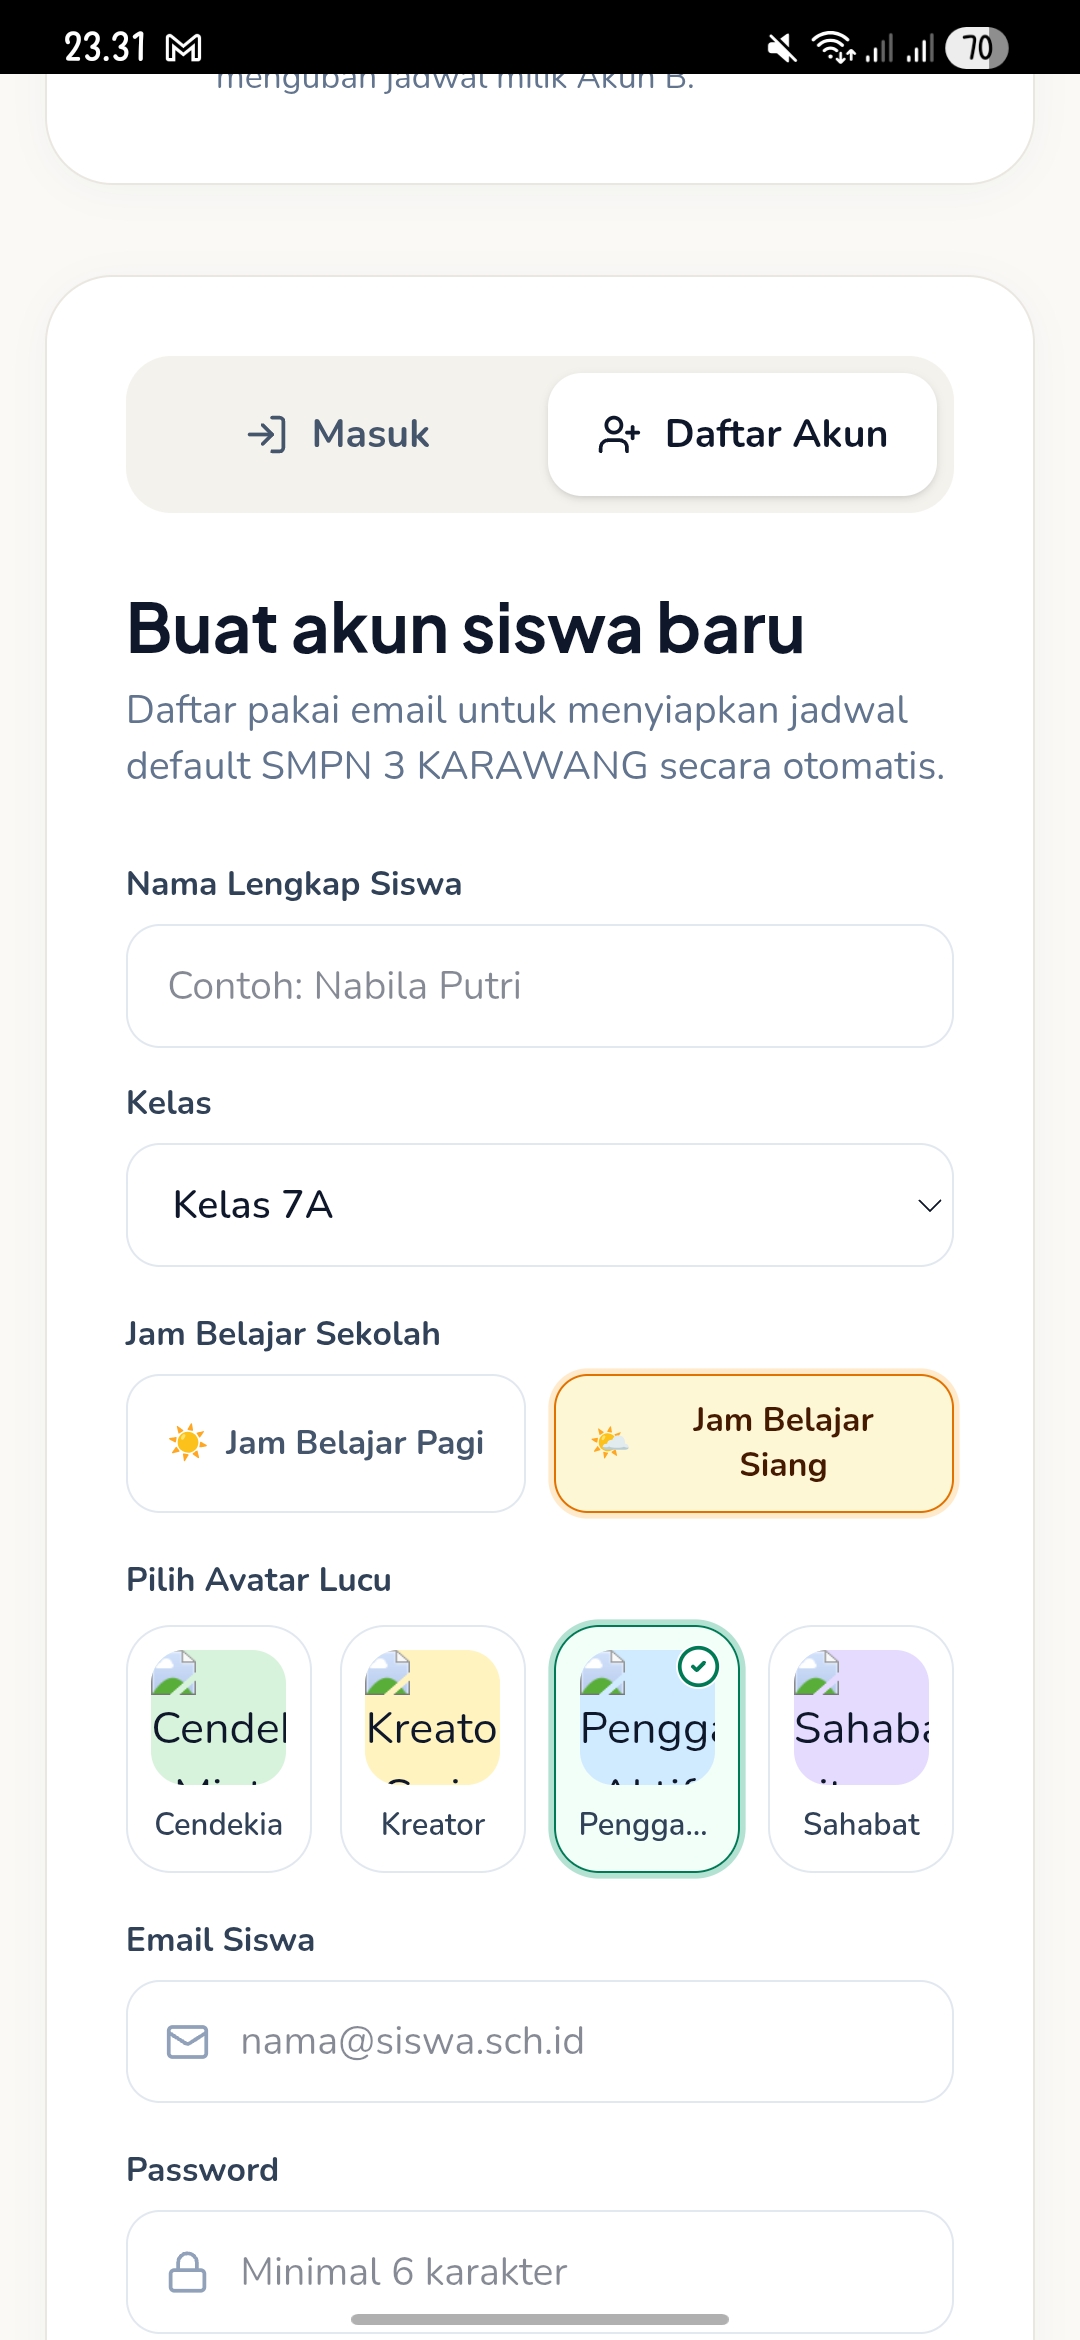 23.31
70
mengubah jadwal milik Akun B.
Masuk
Daftar Akun
Buat akun siswa baru
Daftar pakai email untuk menyiapkan jadwal
default SMPN 3 KARAWANG secara otomatis.
Nama Lengkap Siswa
Contoh: Nabila Putri
Kelas
Kelas 7A
Jam Belajar Sekolah
Jam Belajar Pagi
Jam Belajar
Siang
Pilih Avatar Lucu
Kreato
Pengga
Sahaba
Cendekia
Kreator
Pengga...
Sahabat
Email Siswa
nama@siswa.sch.id
Password
Minimal 6 karakter